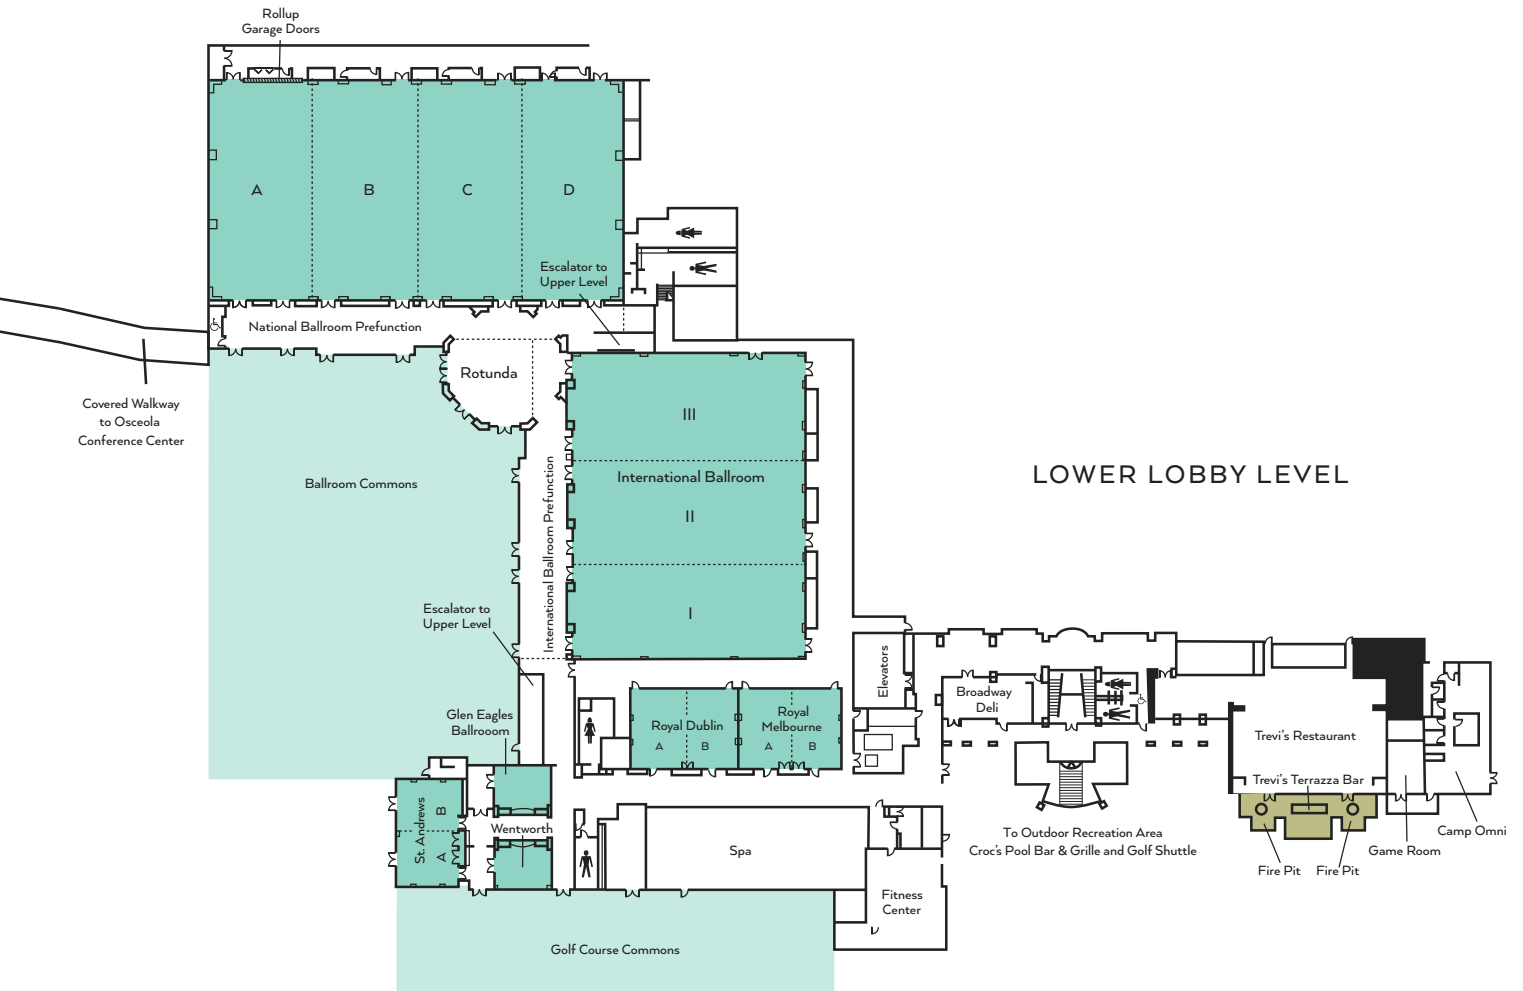 Rollup
Garage Doors
A
B
C
D
Escalator to
Upper Level
National Ballroom Prefunction
Rotunda
Covered Walkway
to Osceola
Conference Center
III
International Ballroom
II
I
International Ballroom Prefunction
Ballroom Commons
LOWER LOBBY LEVEL
Escalator to
Upper Level
Elevators
Broadway
Deli
Glen Eagles
Ballrooom
Royal Dublin
A
B
Royal
Melbourne
A
B
Trevi's Restaurant
Trevi's Terrazza Bar
St. Andrews
B
A
Wentworth
Spa
To Outdoor Recreation Area
Croc's Pool Bar & Grille and Golf Shuttle
Camp Omni
Game Room
Fire Pit
Fire Pit
Fitness
Center
Golf Course Commons